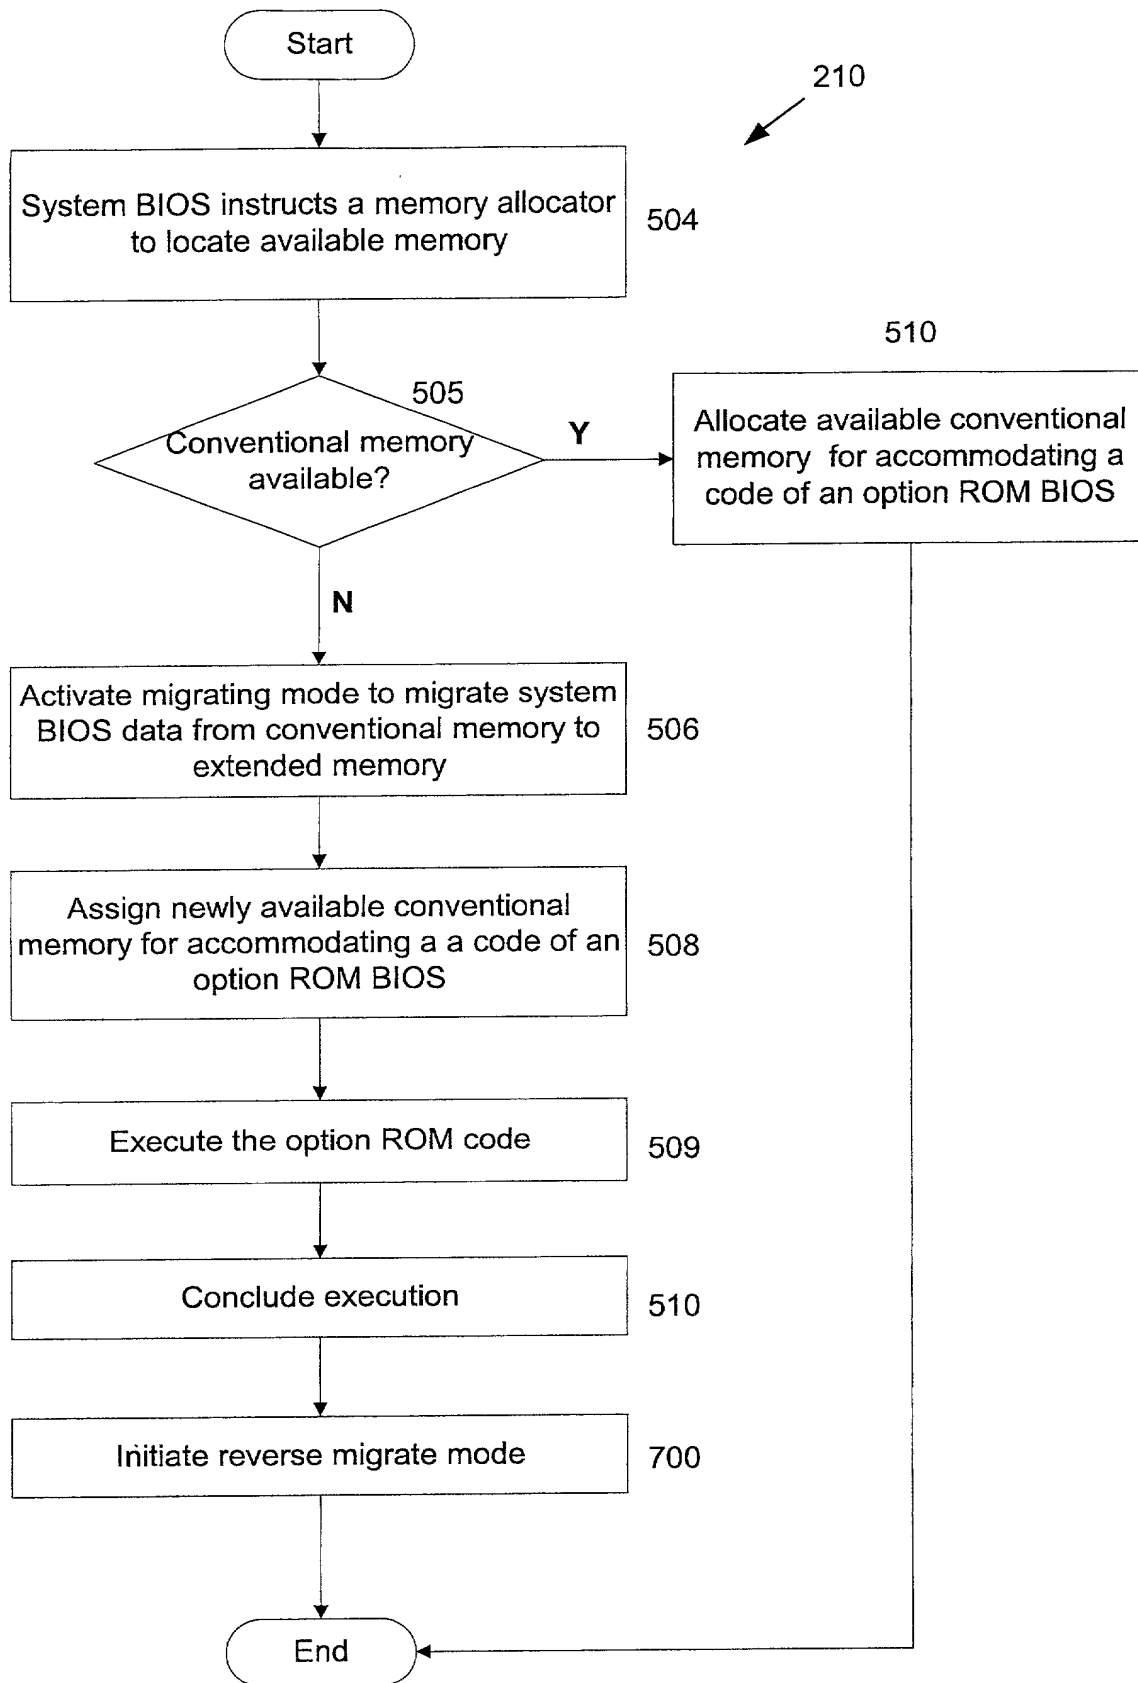 Start
210
System BIOS instructs a memory allocator
to locate available memory
504
505
Conventional memory
available?
Y
510
Allocate available conventional
memory for accommodating a
code of an option ROM BIOS
N
Activate migrating mode to migrate system
BIOS data from conventional memory to
extended memory
506
Assign newly available conventional
memory for accommodating a a code of an
option ROM BIOS
508
Execute the option ROM code
509
Conclude execution
510
Initiate reverse migrate mode
700
End